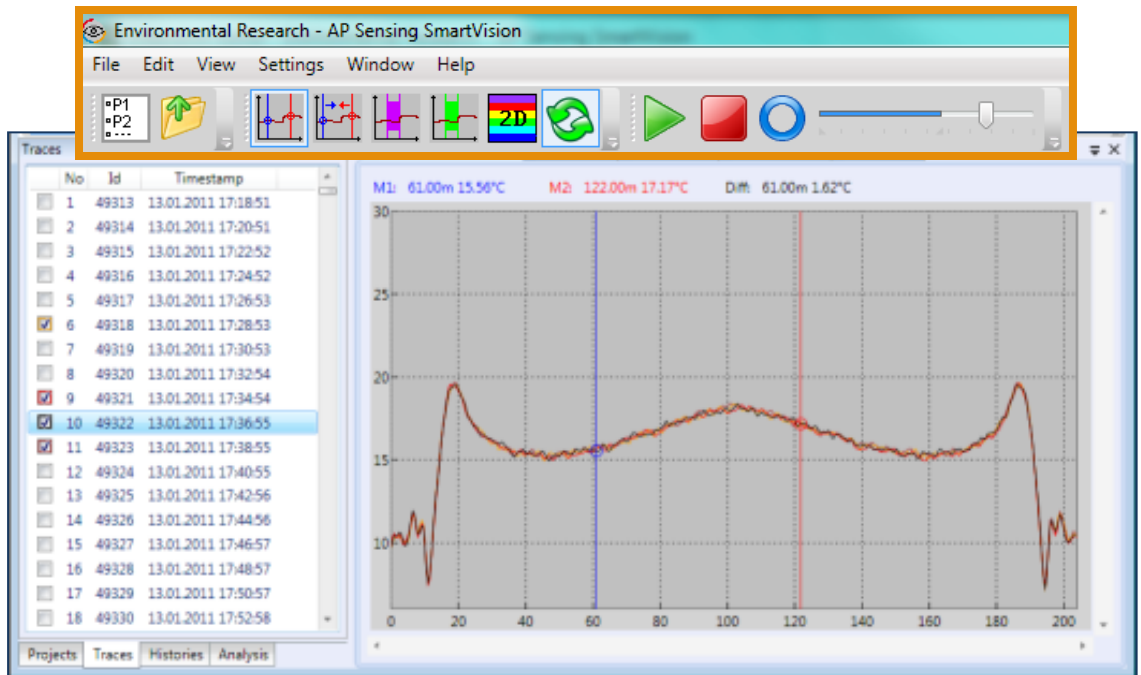 Environmental Research - AP Sensing SmartVision
File Edit View Settings Window Help
P1
P2
2D
Traces
No Id Timestamp
1 49313 13.01.2011 17:18:51
2 49314 13.01.2011 17:20:51
3 49315 13.01.2011 17:22:52
4 49316 13.01.2011 17:24:52
5 49317 13.01.2011 17:26:53
6 49318 13.01.2011 17:28:53
7 49319 13.01.2011 17:30:53
8 49320 13.01.2011 17:32:54
9 49321 13.01.2011 17:34:54
10 49322 13.01.2011 17:36:55
11 49323 13.01.2011 17:38:55
12 49324 13.01.2011 17:40:55
13 49325 13.01.2011 17:42:56
14 49326 13.01.2011 17:44:56
15 49327 13.01.2011 17:46:57
16 49328 13.01.2011 17:48:57
17 49329 13.01.2011 17:50:57
18 49330 13.01.2011 17:52:58
Projects Traces Histories Analysis
M1: 61.00m 15.56°C M2: 122.00m 17.17°C Diff: 61.00m 1.62°C
30
25
20
15
10
0 20 40 60 80 100 120 140 160 180 200